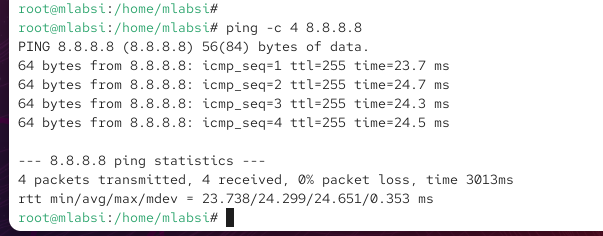 root@mlabsi:/home/mlabsi#
root@mlabsi:/home/mlabsi# ping -c 4 8.8.8.8
PING 8.8.8.8 (8.8.8.8) 56(84) bytes of data.
64 bytes from 8.8.8.8: icmp_seq=1 ttl=255 time=23.7 ms
64 bytes from 8.8.8.8: icmp_seq=2 ttl=255 time=24.7 ms
64 bytes from 8.8.8.8: icmp_seq=3 ttl=255 time=24.3 ms
64 bytes from 8.8.8.8: icmp_seq=4 ttl=255 time=24.5 ms

--- 8.8.8.8 ping statistics ---
4 packets transmitted, 4 received, 0% packet loss, time 3013ms
rtt min/avg/max/mdev = 23.738/24.299/24.651/0.353 ms
root@mlabsi:/home/mlabsi#